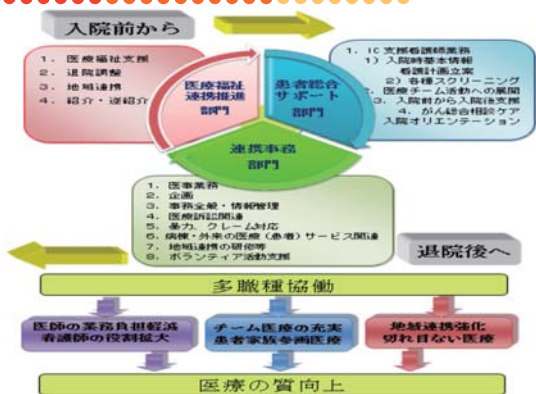 入院前から
1. 医療福祉支援
2. 退院調整
3. 地域連携
4. 紹介・逆紹介
医療福祉
連携推進
部門
患者総合
サポート
部門
1. IC支援看護師業務
1) 入院時基本情報
看護計画立案
2) 各種スクリーニング
2. 医療チーム活動への展開
3. 入院前から入院後支援
4. がん総合相談ケア
入院オリエンテーション
連携事務
部門
1. 医事業務
2. 企画
3. 事務全般・情報管理
4. 医療訴訟関連
5. 暴力、クレーム対応
6. 病棟・外来の医療（患者）サービス関連
7. 地域連携の研修等
8. ボランティア活動支援
退院後へ
多職種協働
医師の業務負担軽減
看護師の役割拡大
チーム医療の充実
患者家族参画医療
地域連携強化
切れ目ない医療
医療の質向上